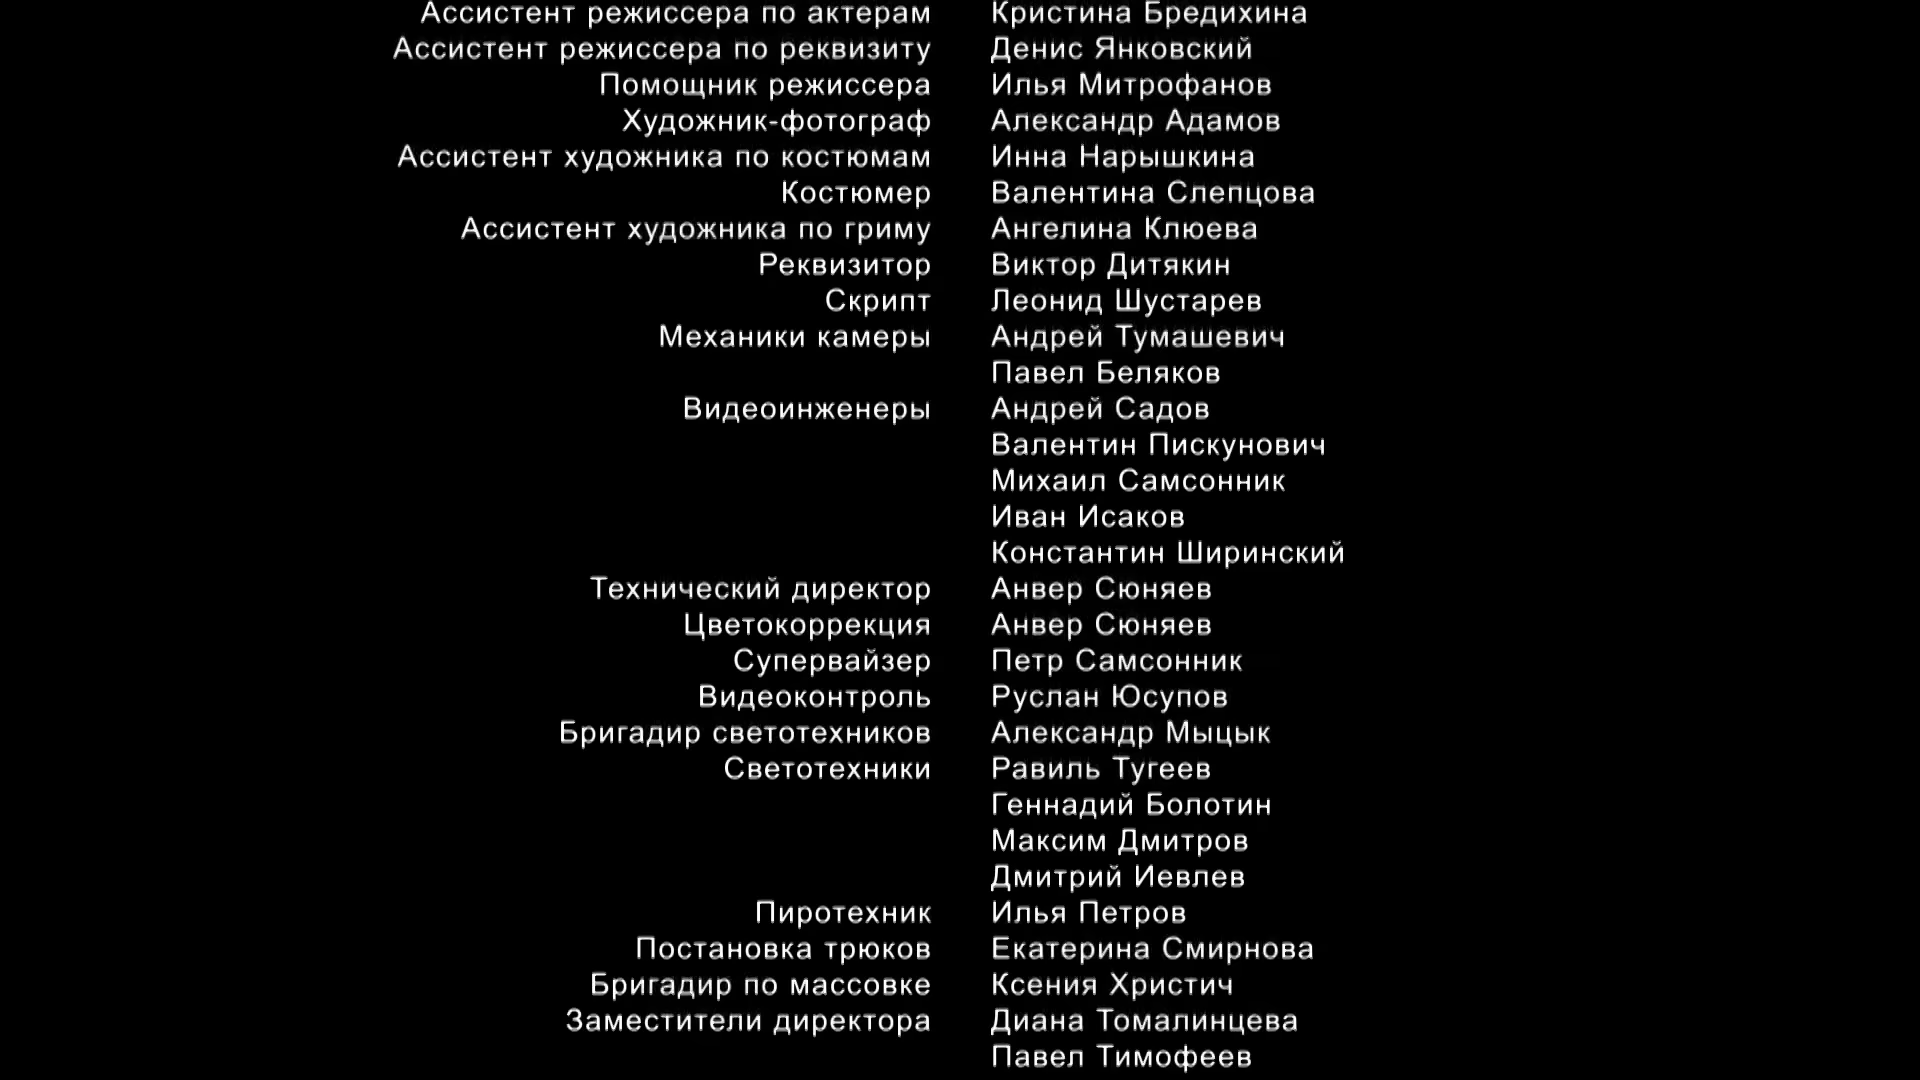 Ассистент режиссера по актерам Кристина Бредихина
Ассистент режиссера по реквизиту Денис Янковский
Помощник режиссера Илья Митрофанов
Художник-фотограф Александр Адамов
Ассистент художника по костюмам Инна Нарышкина
Костюмер Валентина Слепцова
Ассистент художника по гриму Ангелина Клюева
Реквизитор Виктор Дитякин
Скрипт Леонид Шустарев
Механики камеры Андрей Тумашевич
Павел Беляков
Видеоинженеры Андрей Садов
Валентин Пискунович
Михаил Самсонник
Иван Исаков
Константин Ширинский
Технический директор Анвер Сюняев
Цветокоррекция Анвер Сюняев
Супервайзер Петр Самсонник
Видеоконтроль Руслан Юсупов
Бригадир светотехников Александр Мыцык
Светотехники Равиль Тугеев
Геннадий Болотин
Максим Дмитров
Дмитрий Иевлев
Пиротехник Илья Петров
Постановка трюков Екатерина Смирнова
Бригадир по массовке Ксения Христич
Заместители директора Диана Томалинцева
Павел Тимофеев